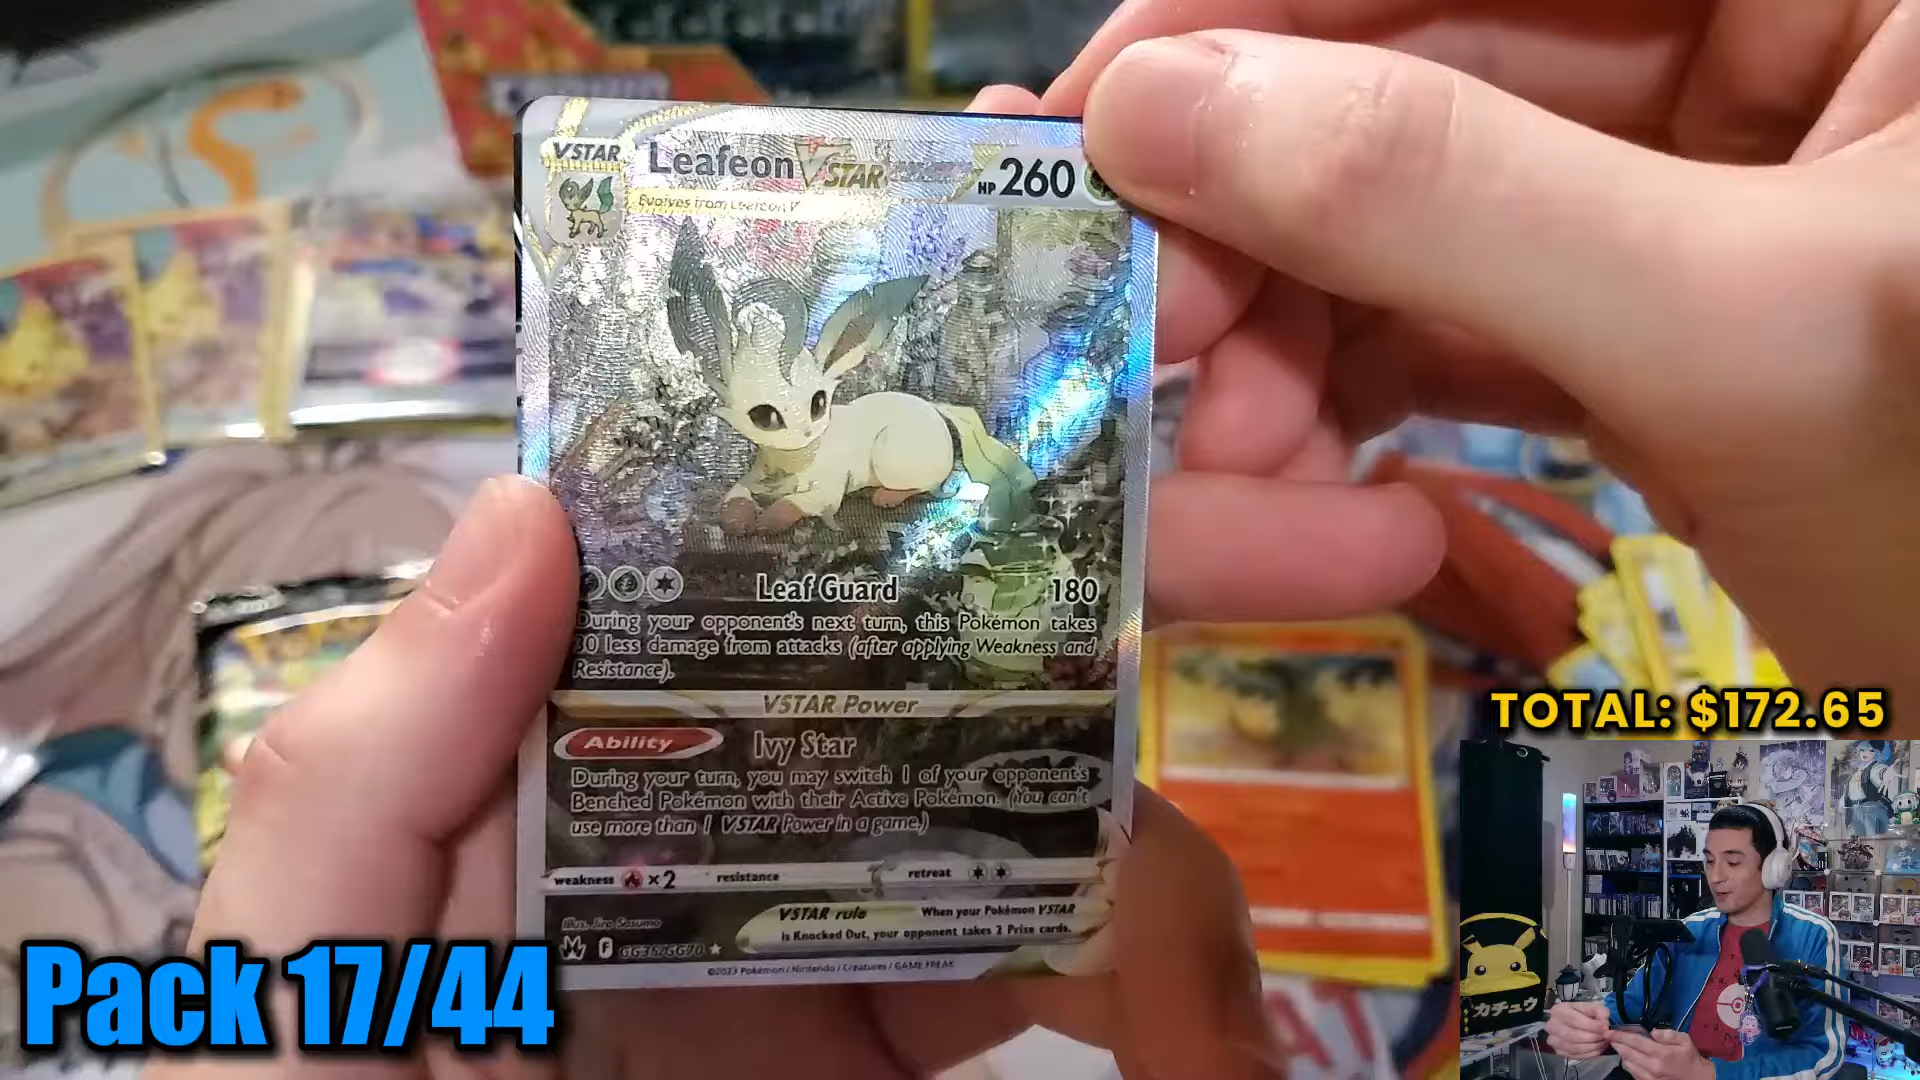 VSTAR Leafeon VSTAR HP 260
Evolves from Leafeon V
Leaf Guard 180
During your opponent's next turn, this Pokémon takes
30 less damage from attacks (after applying Weakness and
Resistance).
VSTAR Power
Ability Ivy Star
During your turn, you may switch 1 of your opponent's
Benched Pokémon with their Active Pokémon. (You can't
use more than 1 VSTAR Power in a game.)
weakness ×2 resistance retreat
VSTAR rule When your Pokémon VSTAR
is Knocked Out, your opponent takes 2 Prize cards.
Illus. Jiro Sasumo
F GG35/GG70
©2023 Pokémon / Nintendo / Creatures / GAME FREAK
TOTAL: $172.65
Pack 17/44
カチュウ